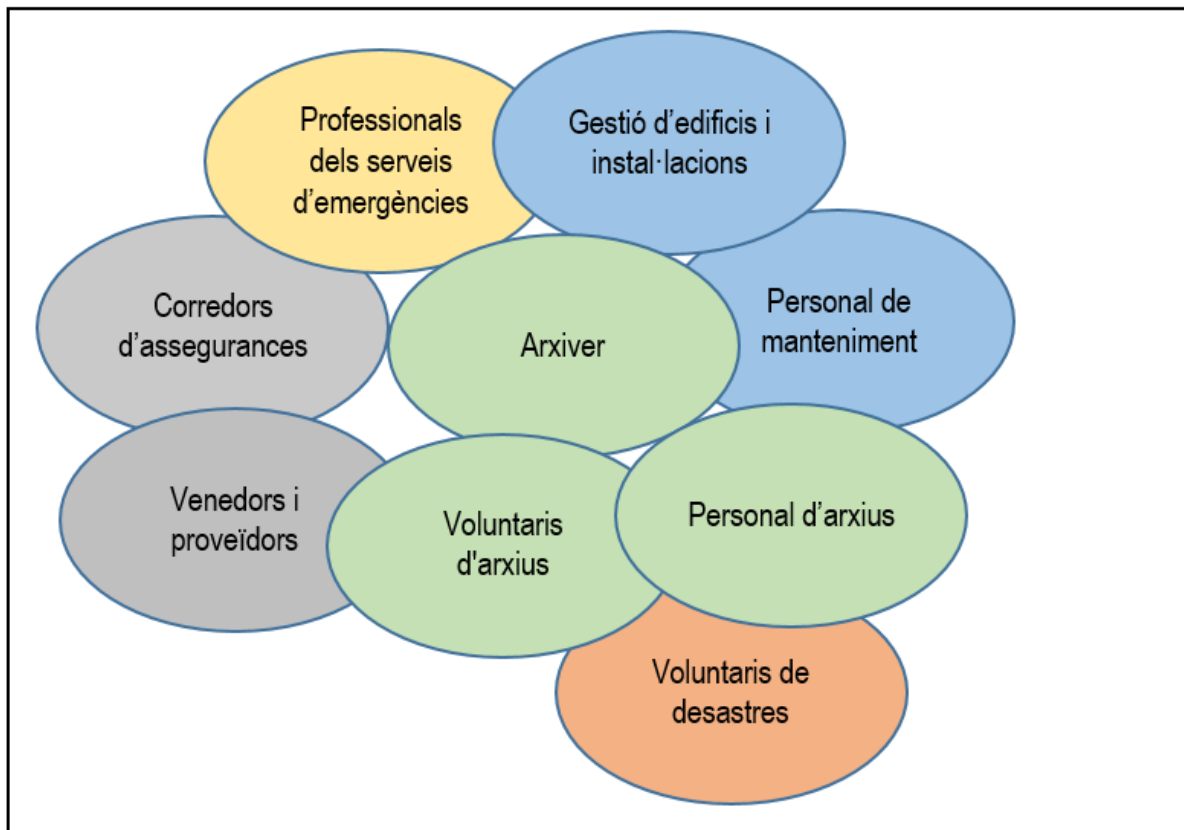 Professionals
dels serveis
d’emergències
Gestió d’edificis i
instal·lacions
Corredors
d’assegurances
Arxiver
Personal de
manteniment
Venedors i
proveïdors
Voluntaris
d'arxius
Personal d’arxius
Voluntaris de
desastres